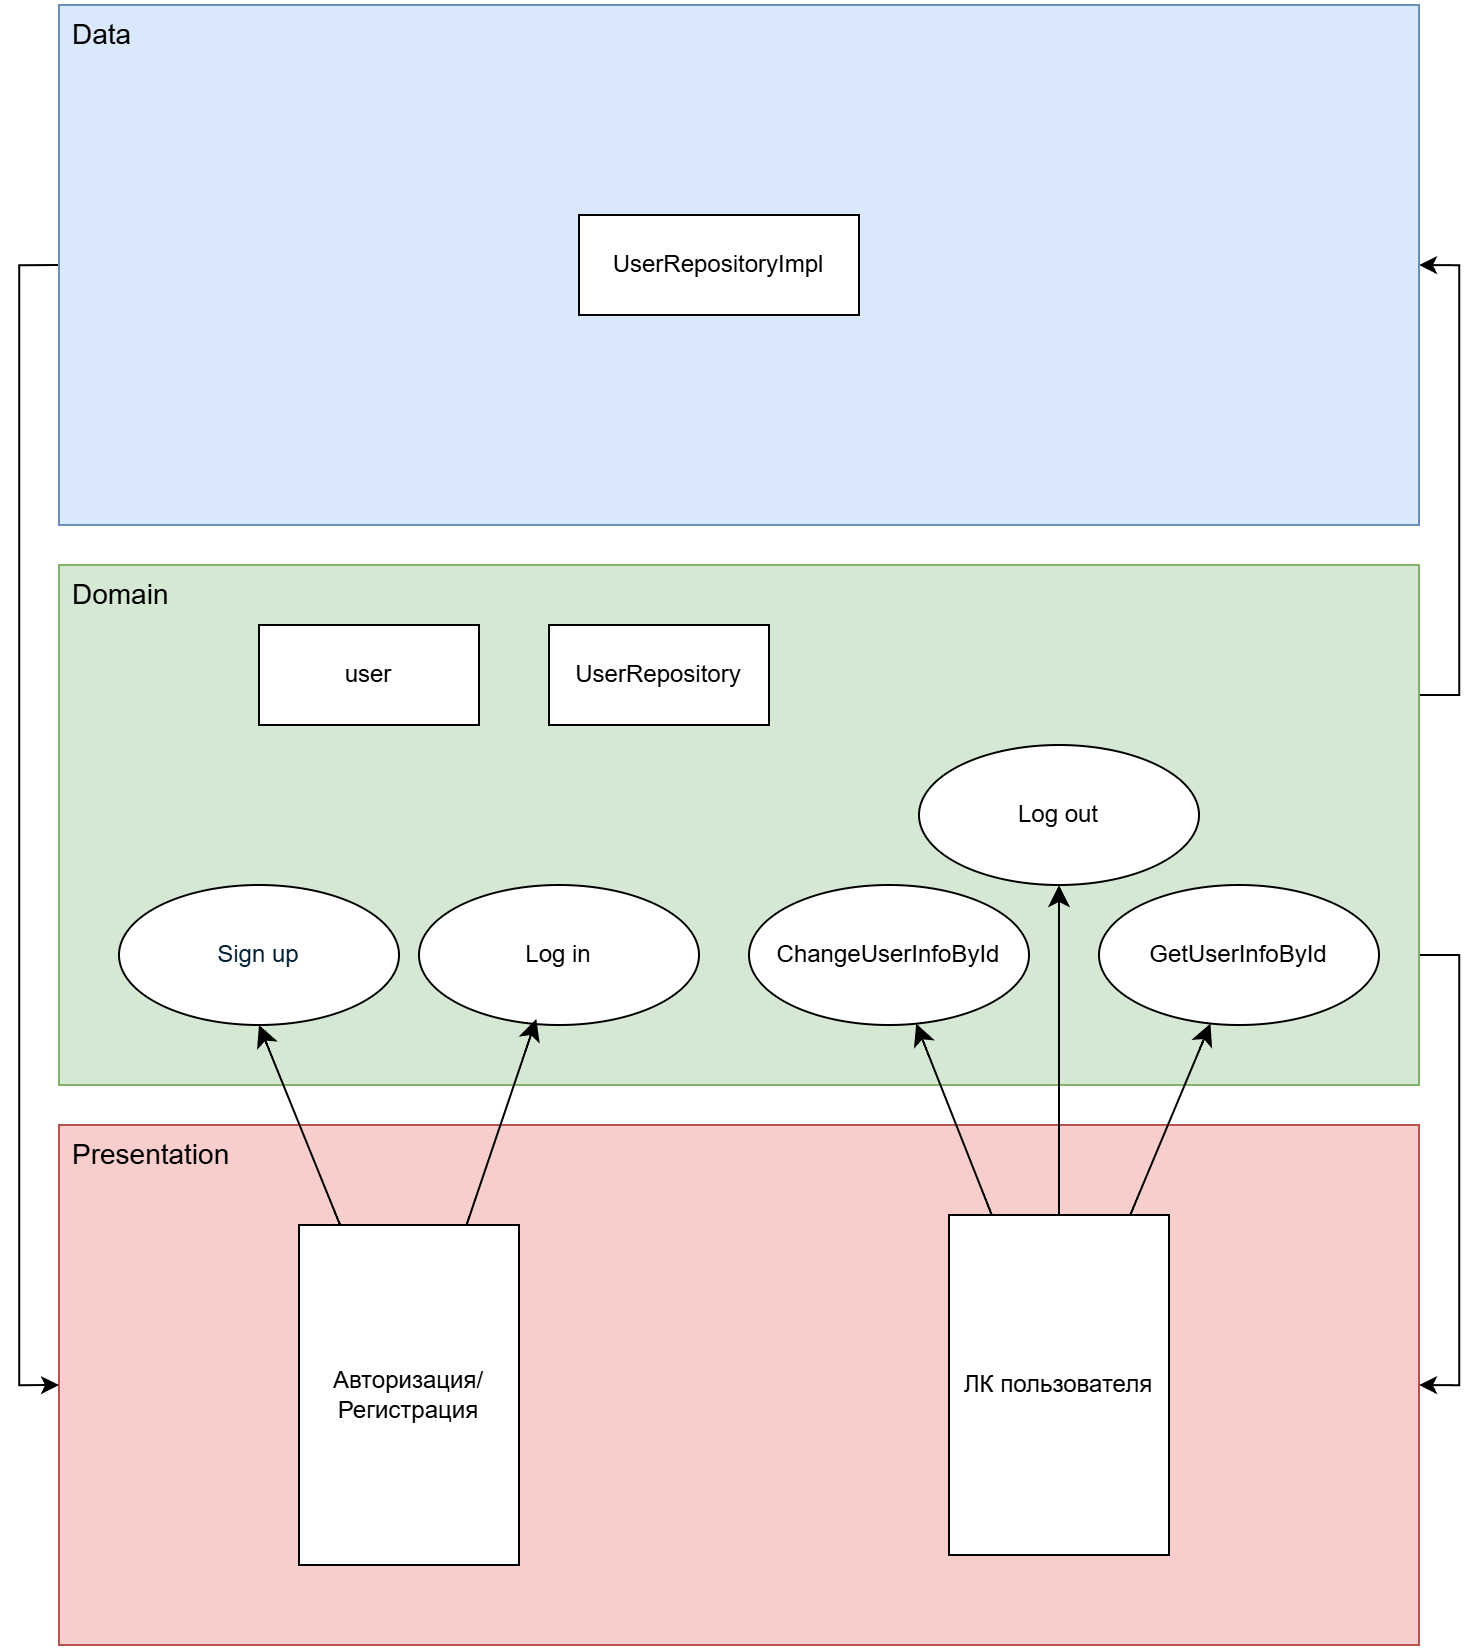 Data
UserRepositoryImpl
Domain
user
UserRepository
Log out
Sign up
Log in
ChangeUserInfoById
GetUserInfoById
Presentation
Авторизация/
Регистрация
ЛК пользователя